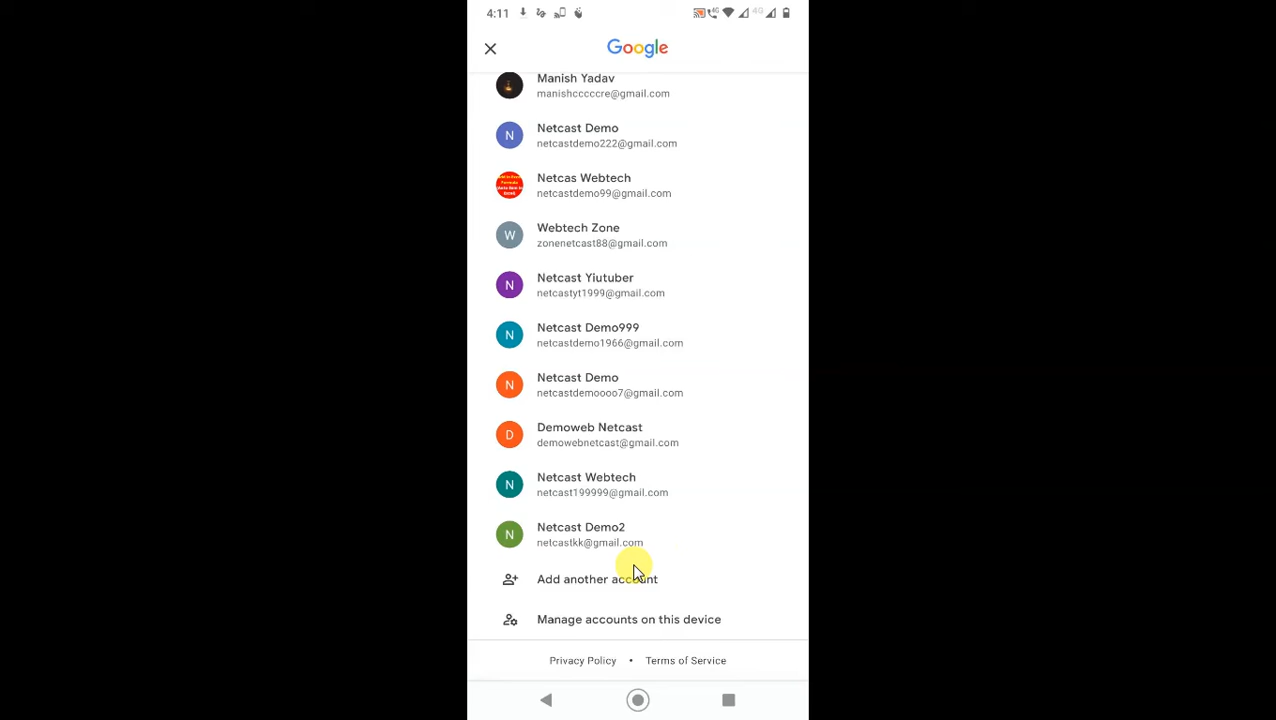 4:11
4G
4G
Google
Manish Yadav
manishcccccre@gmail.com
N
Netcast Demo
netcastdemo222@gmail.com
Netcas Webtech
netcastdemo99@gmail.com
W
Webtech Zone
zonenetcast88@gmail.com
N
Netcast Yiutuber
netcastyt1999@gmail.com
N
Netcast Demo999
netcastdemo1966@gmail.com
N
Netcast Demo
netcastdemoooo7@gmail.com
D
Demoweb Netcast
demowebnetcast@gmail.com
N
Netcast Webtech
netcast199999@gmail.com
N
Netcast Demo2
netcastkk@gmail.com
Add another account
Manage accounts on this device
Privacy Policy • Terms of Service